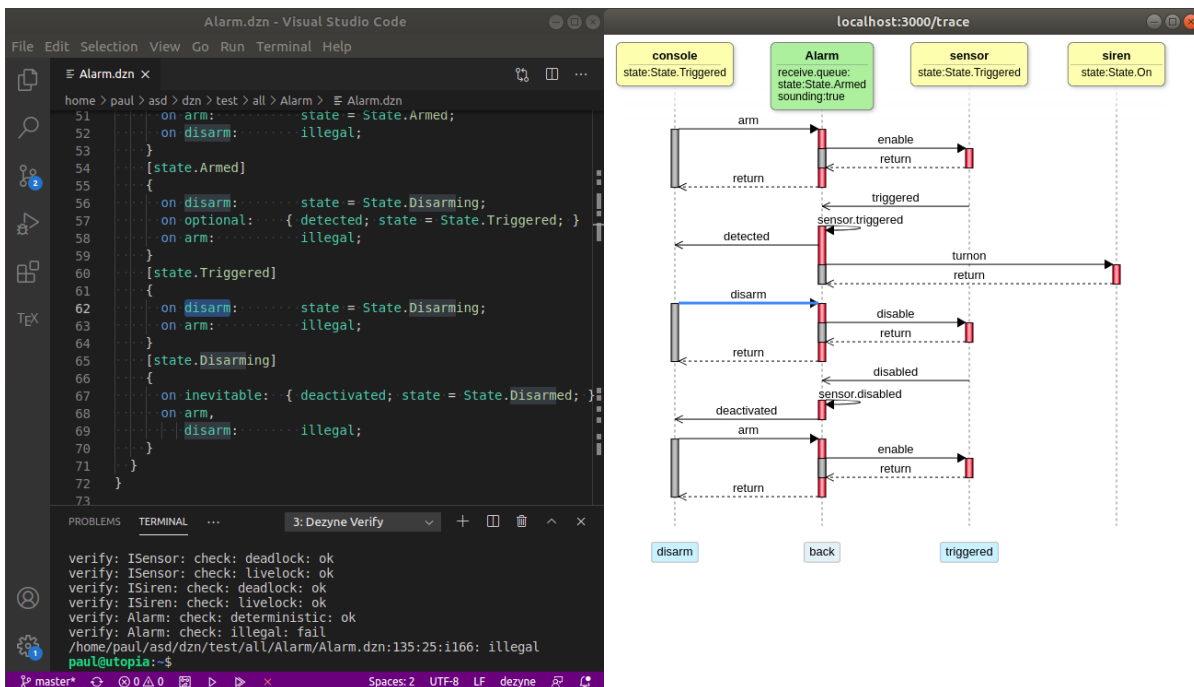 Alarm.dzn - Visual Studio Code
File Edit Selection View Go Run Terminal Help
Alarm.dzn ×
home > paul > asd > dzn > test > all > Alarm > Alarm.dzn
51 on arm: state = State.Armed;
52 on disarm: illegal;
53 }
54 [state.Armed]
55 {
56 on disarm: state = State.Disarming;
57 on optional: { detected; state = State.Triggered; }
58 on arm: illegal;
59 }
60 [state.Triggered]
61 {
62 on disarm: state = State.Disarming;
63 on arm: illegal;
64 }
65 [state.Disarming]
66 {
67 on inevitable: { deactivated; state = State.Disarmed; }
68 on arm,
69 disarm: illegal;
70 }
71 }
72 }
73
2
TEX
1
PROBLEMS TERMINAL ··· 3: Dezyne Verify
verify: ISensor: check: deadlock: ok
verify: ISensor: check: livelock: ok
verify: ISiren: check: deadlock: ok
verify: ISiren: check: livelock: ok
verify: Alarm: check: deterministic: ok
verify: Alarm: check: illegal: fail
/home/paul/asd/dzn/test/all/Alarm/Alarm.dzn:135:25:i166: illegal
paul@utopia:~$
master* 0 0 Spaces: 2 UTF-8 LF dezyne
localhost:3000/trace
console
state:State.Triggered
Alarm
receive.queue:
state:State.Armed
sounding:true
sensor
state:State.Triggered
siren
state:State.On
arm
enable
return
return
triggered
sensor.triggered
detected
turnon
return
disarm
disable
return
return
disabled
sensor.disabled
deactivated
arm
enable
return
return
disarm
back
triggered